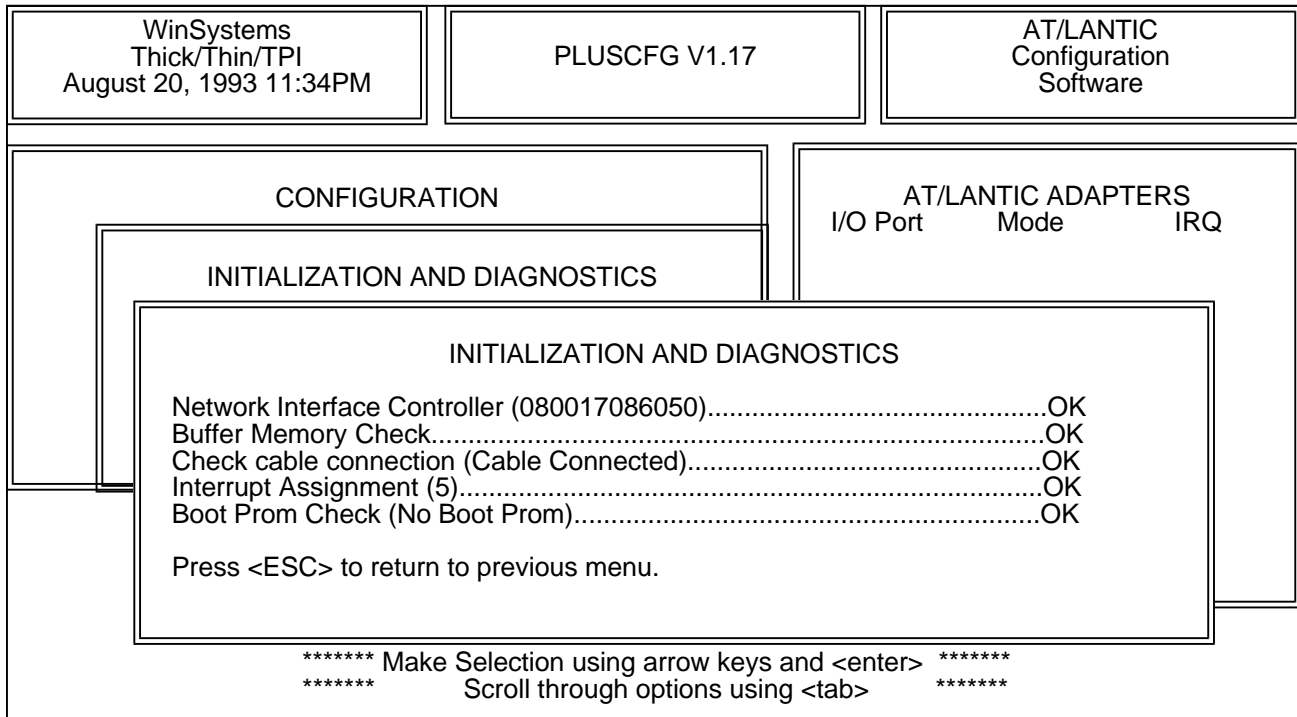 WinSystems
Thick/Thin/TPI
August 20, 1993 11:34PM
PLUSCFG V1.17
AT/LANTIC
Configuration
Software
CONFIGURATION
AT/LANTIC ADAPTERS
I/O Port Mode IRQ
INITIALIZATION AND DIAGNOSTICS
INITIALIZATION AND DIAGNOSTICS
Network Interface Controller (080017086050)..............................................OK
Buffer Memory Check...................................................................................OK
Check cable connection (Cable Connected)................................................OK
Interrupt Assignment (5)...............................................................................OK
Boot Prom Check (No Boot Prom)...............................................................OK
Press <ESC> to return to previous menu.
******* Make Selection using arrow keys and <enter> *******
******* Scroll through options using <tab> *******